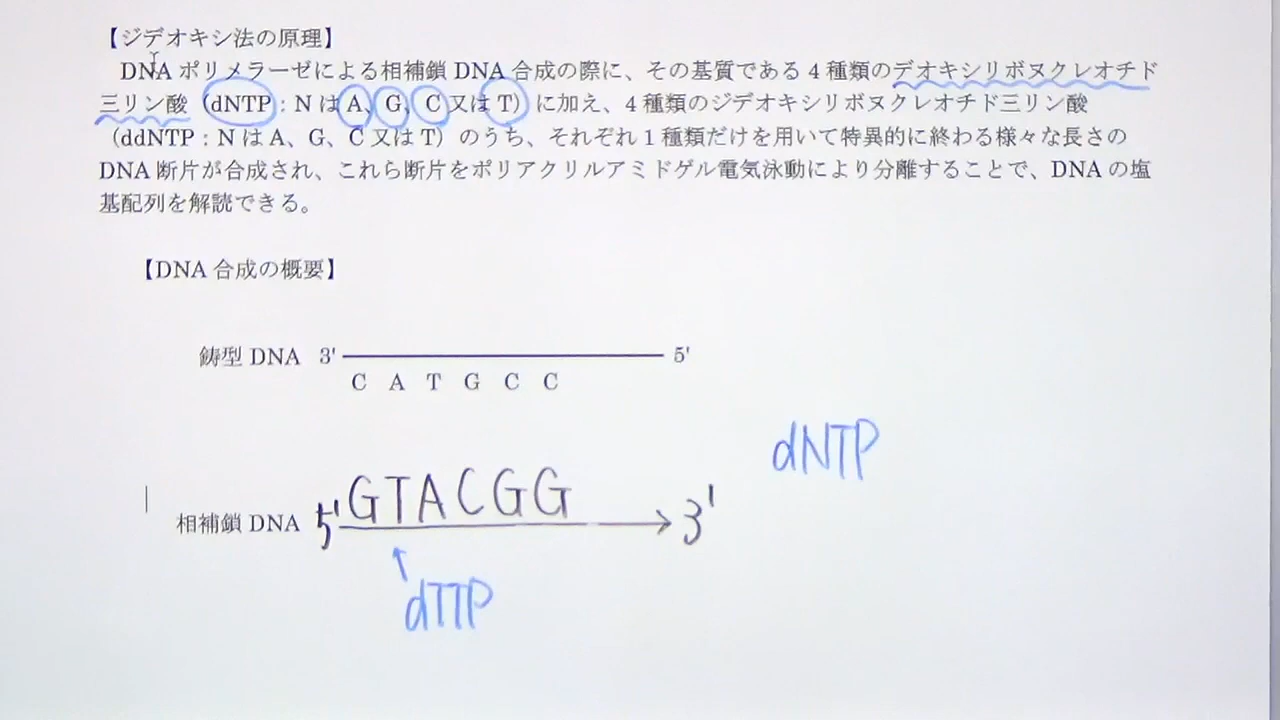 【ジデオキシ法の原理】
DNA ポリメラーゼによる相補鎖 DNA 合成の際に、その基質である 4 種類のデオキシリボヌクレオチド
三リン酸（dNTP：N は A、G、C 又は T）に加え、4 種類のジデオキシリボヌクレオチド三リン酸
（ddNTP：N は A、G、C 又は T）のうち、それぞれ 1 種類だけを用いて特異的に終わる様々な長さの
DNA 断片が合成され、これら断片をポリアクリルアミドゲル電気泳動により分離することで、DNA の塩
基配列を解読できる。
【DNA 合成の概要】
鋳型 DNA 3' 5'
C A T G C C
dNTP
GTACGG
相補鎖 DNA 5' 3'
dTTP